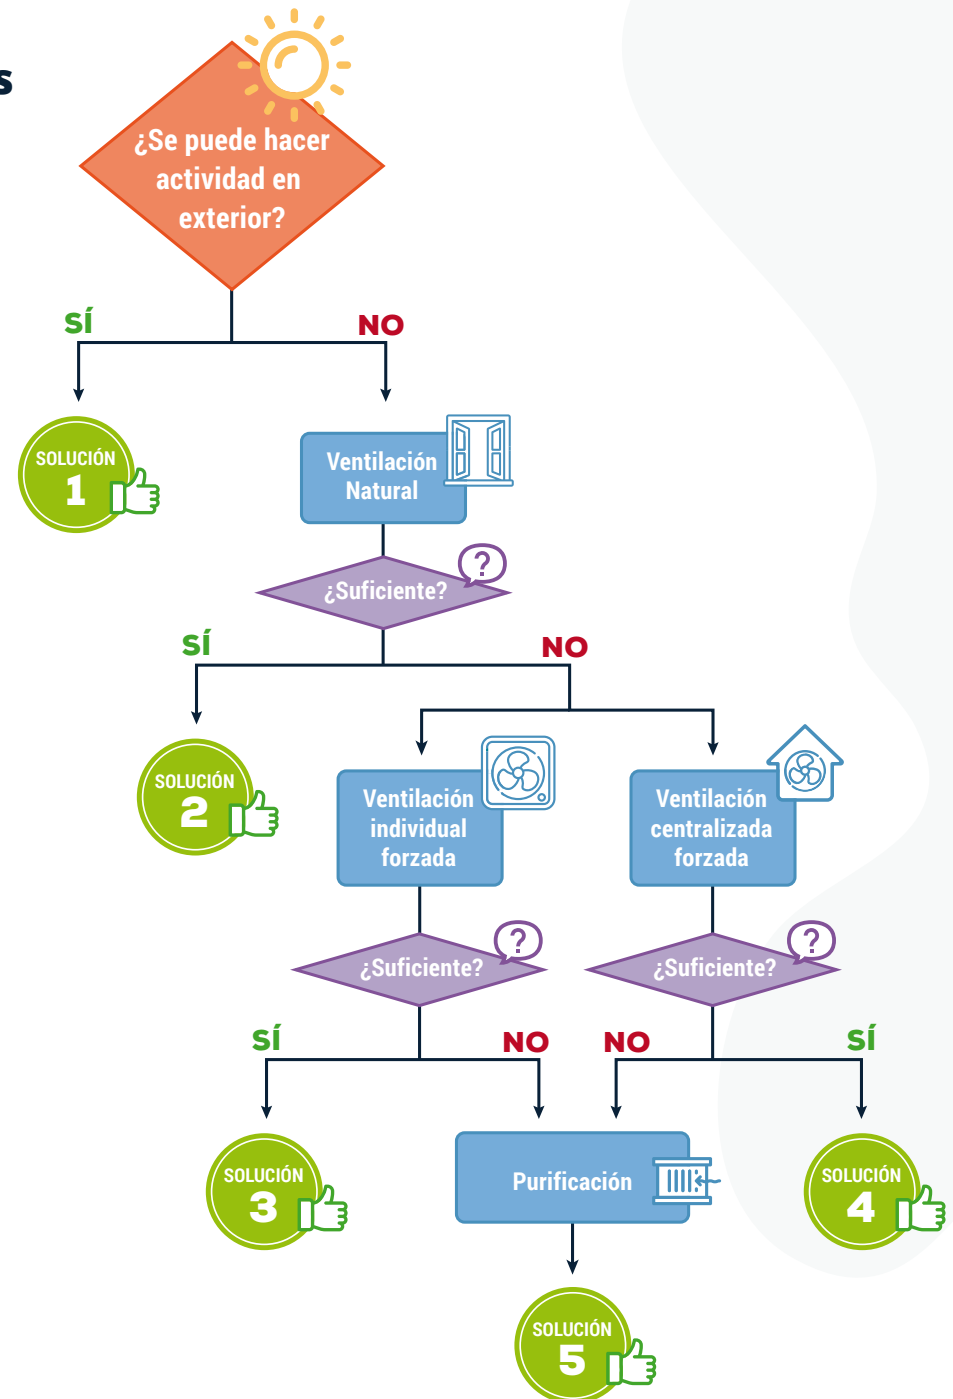 s
¿Se puede hacer
actividad en
exterior?
SÍ
NO
SOLUCIÓN
1
Ventilación
Natural
?
¿Suficiente?
SÍ
NO
SOLUCIÓN
2
Ventilación
individual
forzada
Ventilación
centralizada
forzada
?
¿Suficiente?
?
¿Suficiente?
SÍ
NO
NO
SÍ
SOLUCIÓN
3
Purificación
SOLUCIÓN
4
SOLUCIÓN
5